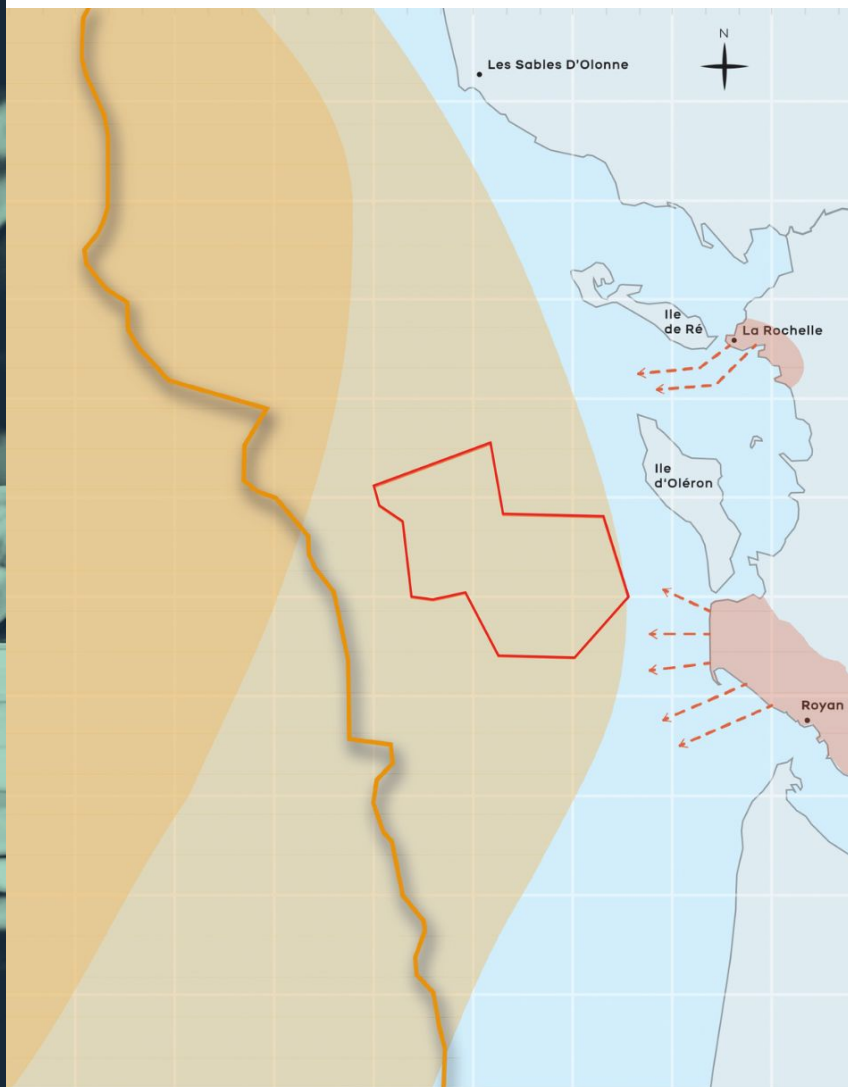 N
Les Sables D'Olonne
Ile
de Ré
La Rochelle
Ile
d'Oléron
Royan